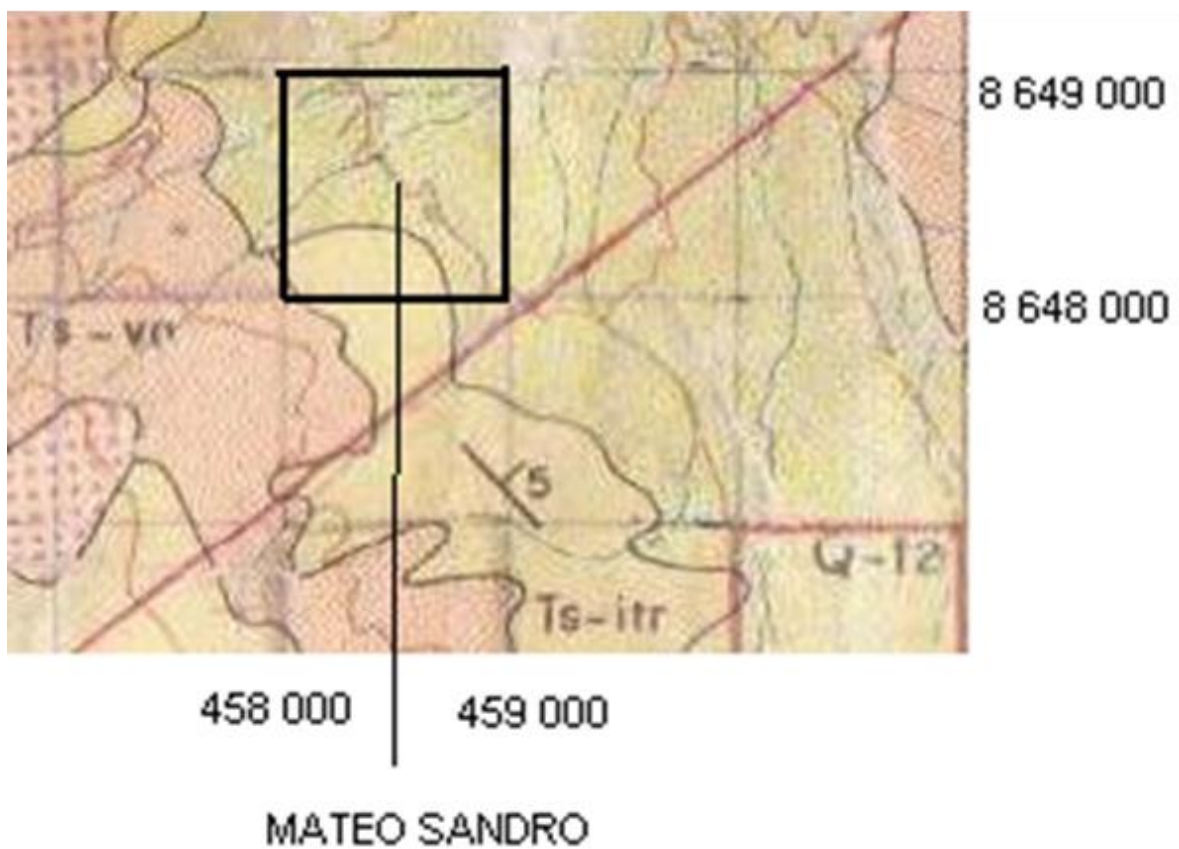 8 649 000
8 648 000
Ts-vr
5
Q-12
Ts-itr
458 000
459 000
MATEO SANDRO